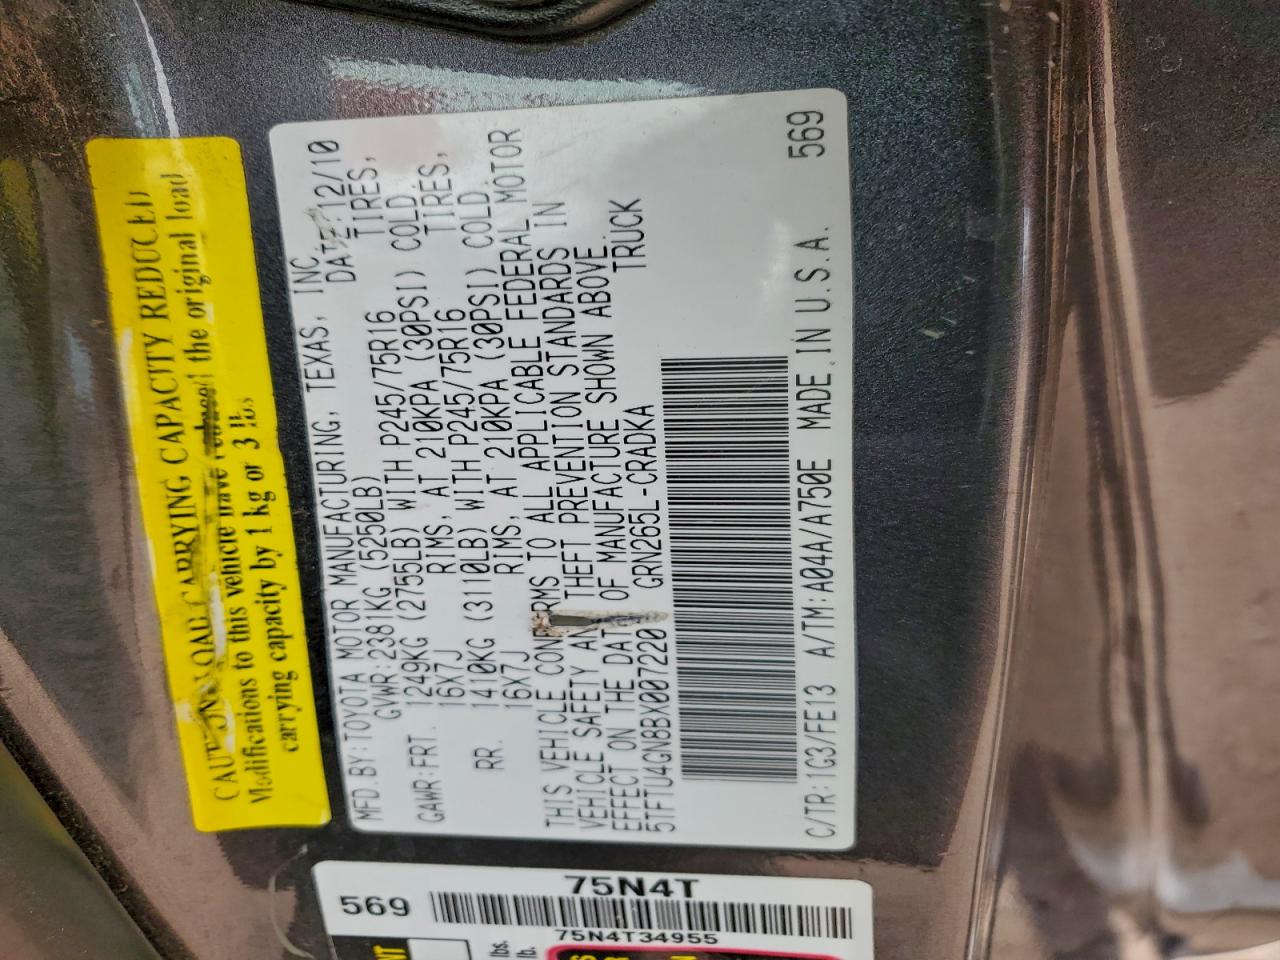 CAUTION: LOAD CARRYING CAPACITY REDUCED
Modifications to this vehicle have reduced the original load
carrying capacity by 1 kg or 3 lbs
MFD BY: TOYOTA MOTOR MANUFACTURING, TEXAS, INC.
GVWR: 2381KG (5250LB) DATE: 12/10
GAWR: FRT. 1249KG (2755LB) WITH P245/75R16 TIRES,
16X7J RIMS, AT 210KPA (30PSI) COLD.
RR. 1410KG (3110LB) WITH P245/75R16 TIRES,
16X7J RIMS, AT 210KPA (30PSI) COLD.
THIS VEHICLE CONFORMS TO ALL APPLICABLE FEDERAL MOTOR
VEHICLE SAFETY AND THEFT PREVENTION STANDARDS IN
EFFECT ON THE DATE OF MANUFACTURE SHOWN ABOVE.
5TFTU4GN8BX007220 GRN265L-CRADKA TRUCK
C/TR: 1G3/FE13 A/TM: A04A/A750E MADE IN U.S.A. 569
75N4T
569
75N4T34955
lbs.
lb.